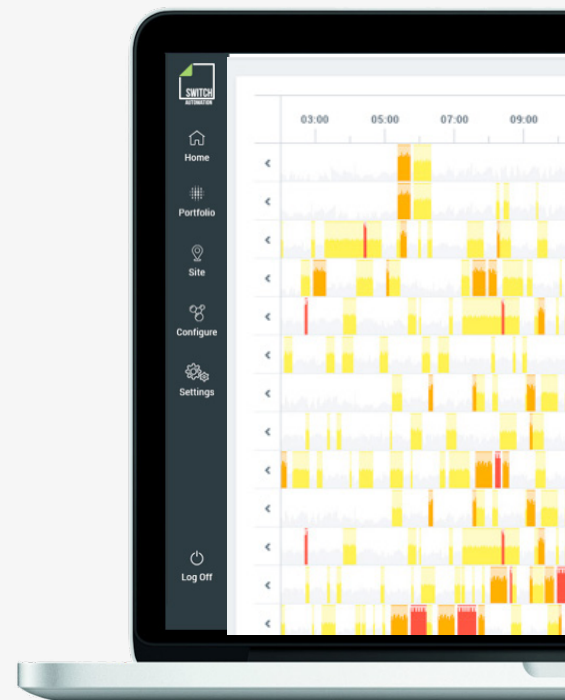 SWITCH
AUTOMATION
Home
Portfolio
Site
Configure
Settings
Log Off
03:00 05:00 07:00 09:00